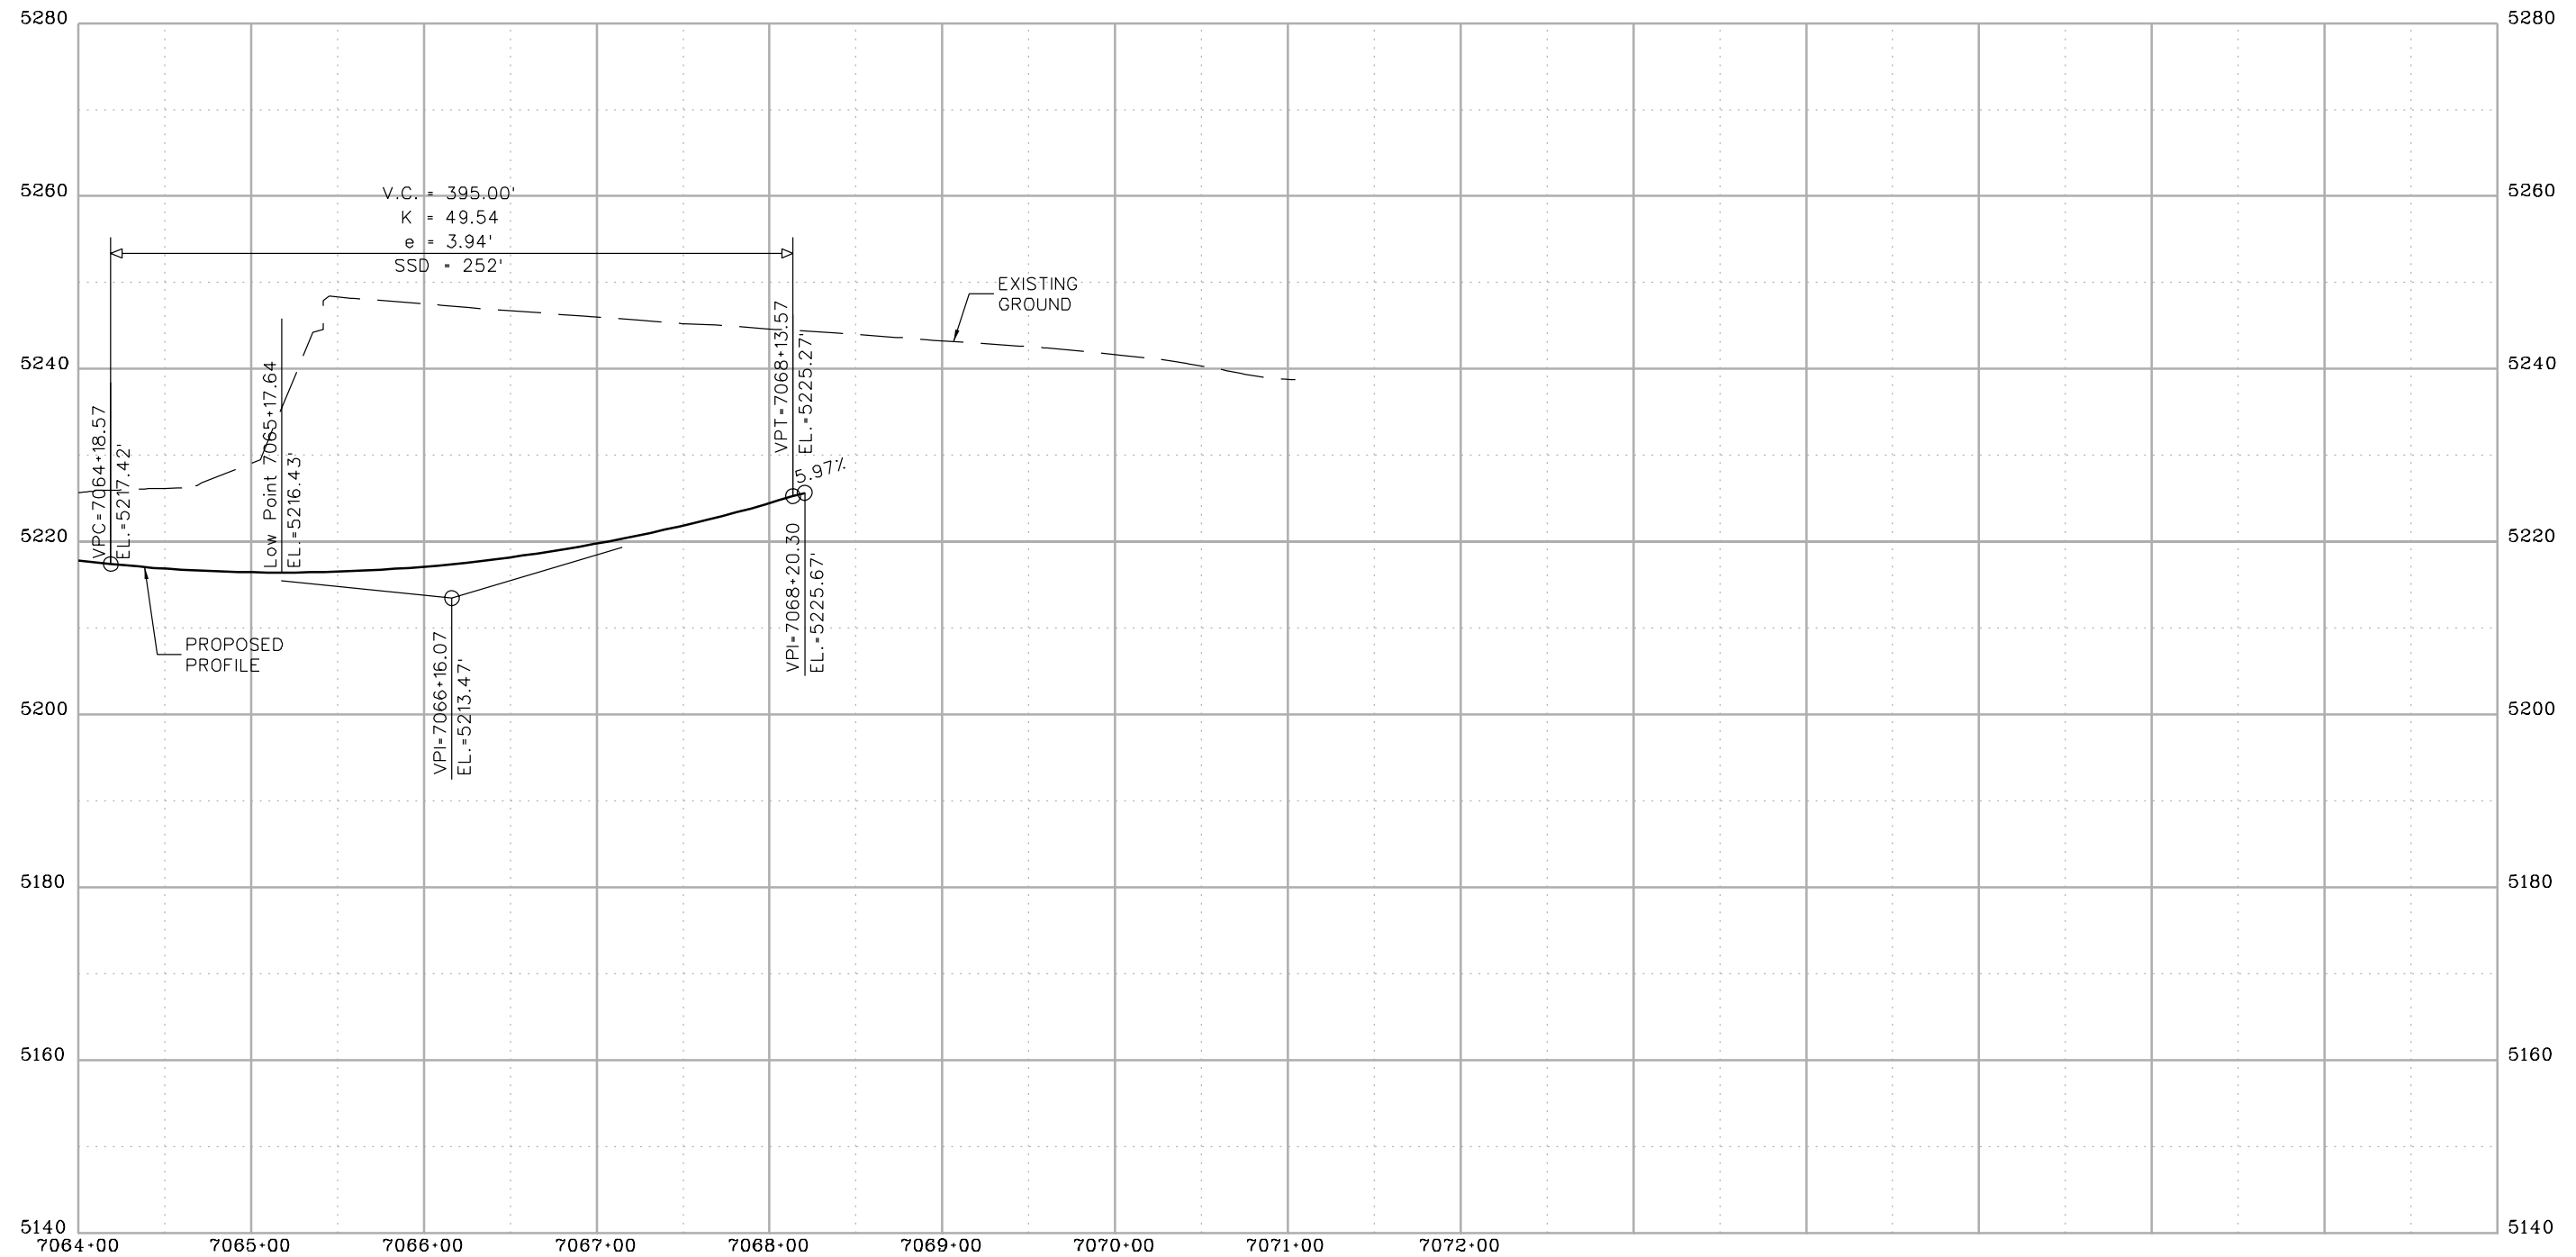 5280
5280
5260
5260
V.C. = 395.00'
K = 49.54
e = 3.94'
SSD = 252'
EXISTING
GROUND
5240
5240
VPC=7064+18.57
EL.=5217.42'
Low Point 7065+17.64
EL.=5216.43'
VPT=7068+13.57
EL.=5225.27'
5.97%
5220
5220
PROPOSED
PROFILE
VPI=7066+16.07
EL.=5213.47'
VPI=7068+20.30
EL.=5225.67'
5200
5200
5180
5180
5160
5160
5140
5140
7064+00
7065+00
7066+00
7067+00
7068+00
7069+00
7070+00
7071+00
7072+00